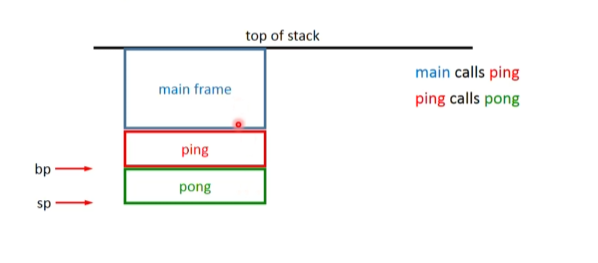 top of stack
main frame
main calls ping
ping calls pong
ping
bp
pong
sp